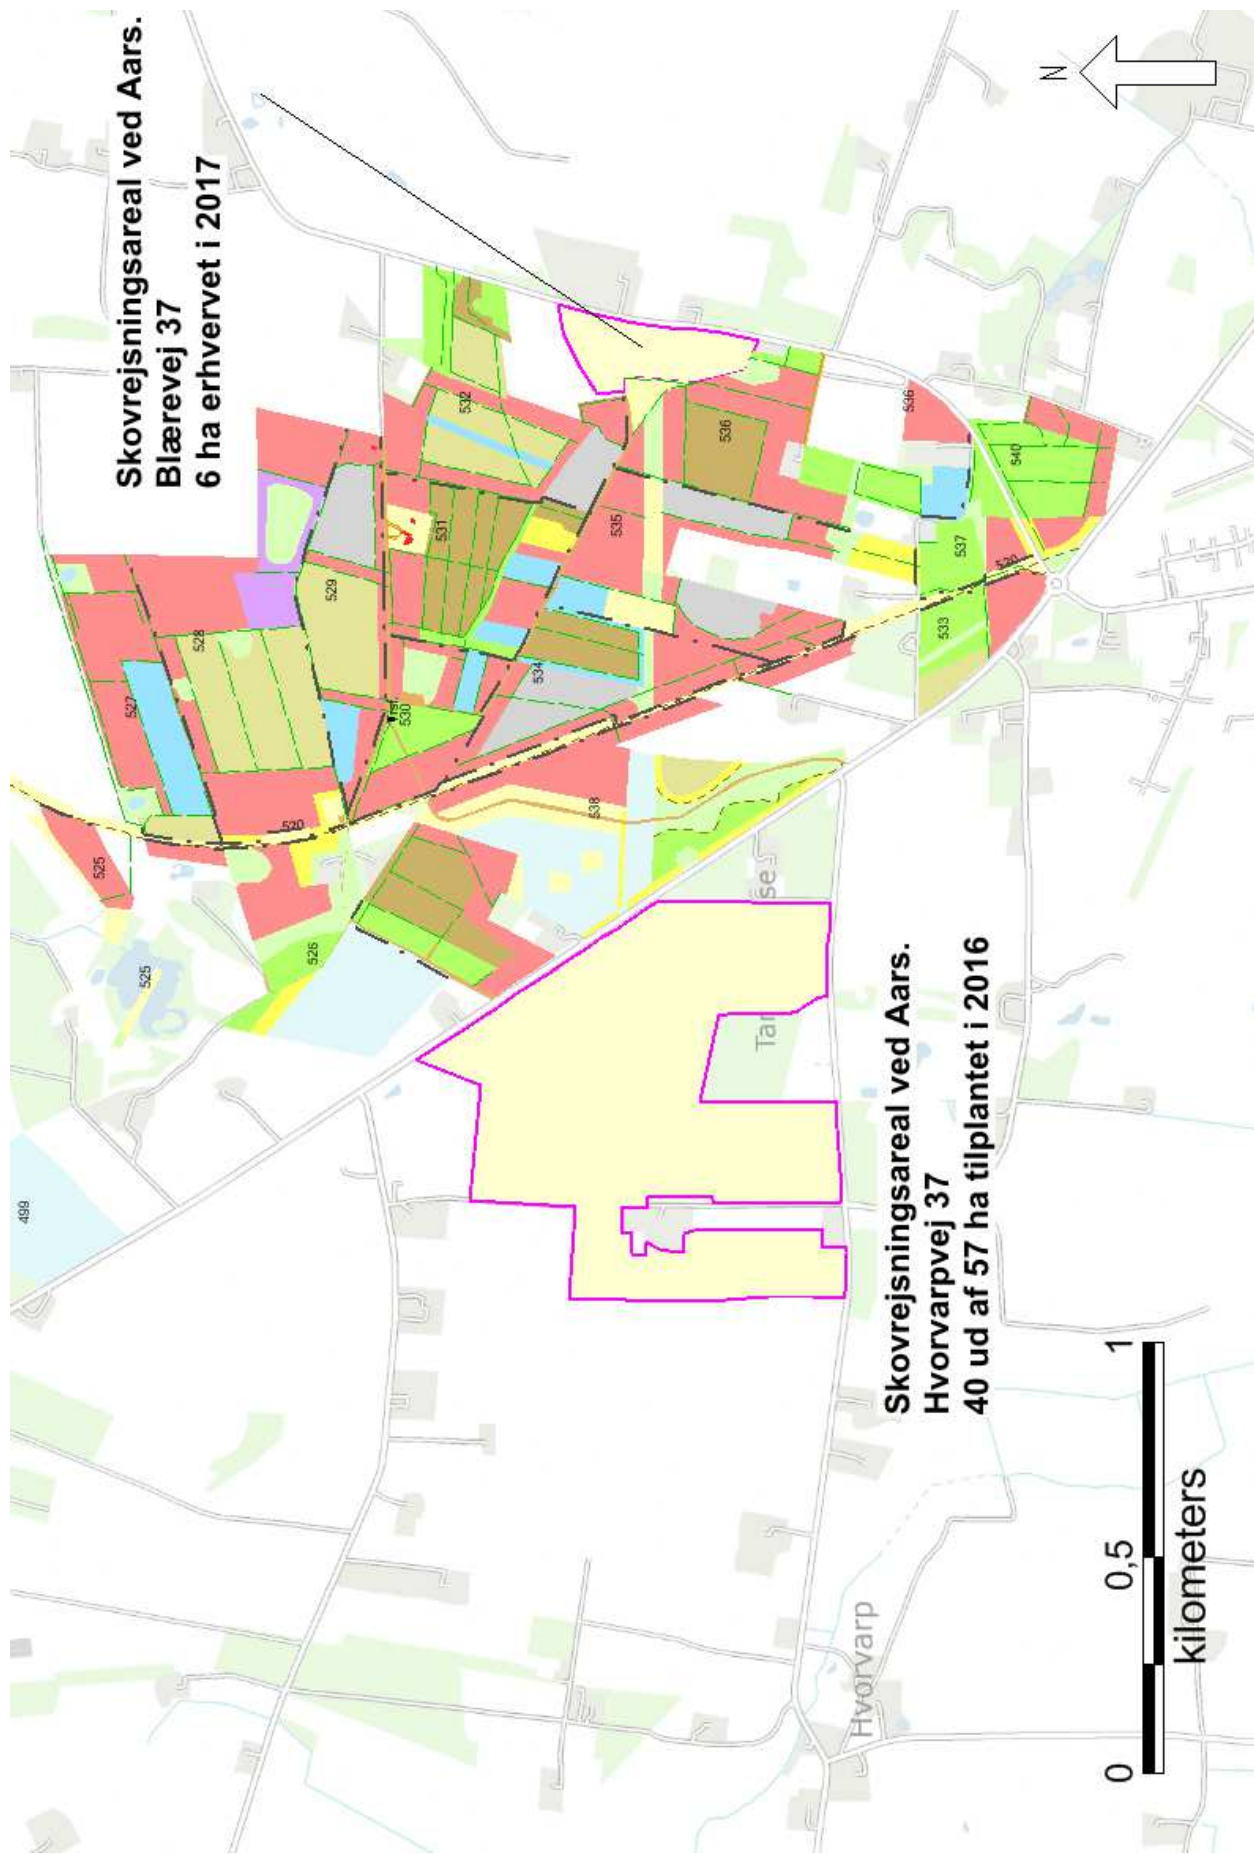 Skovrejsningsareal ved Aars.
Blærevej 37
6 ha erhvervet i 2017
N
499
525
525
526
520
527
528
529
530
531
532
534
535
536
536
538
533
537
540
520
Skovrejsningsareal ved Aars.
Hvorvarpvej 37
40 ud af 57 ha tilplantet i 2016
Hvorvarp
0
0,5
1
kilometers